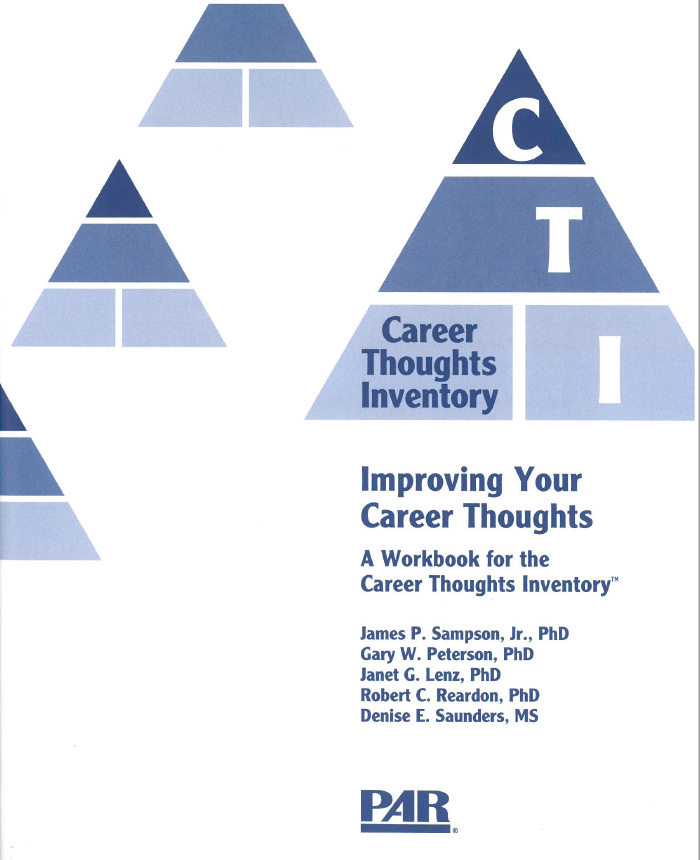 C
T
I
Career
Thoughts
Inventory
Improving Your
Career Thoughts
A Workbook for the
Career Thoughts Inventory™
James P. Sampson, Jr., PhD
Gary W. Peterson, PhD
Janet G. Lenz, PhD
Robert C. Reardon, PhD
Denise E. Saunders, MS
PAR®